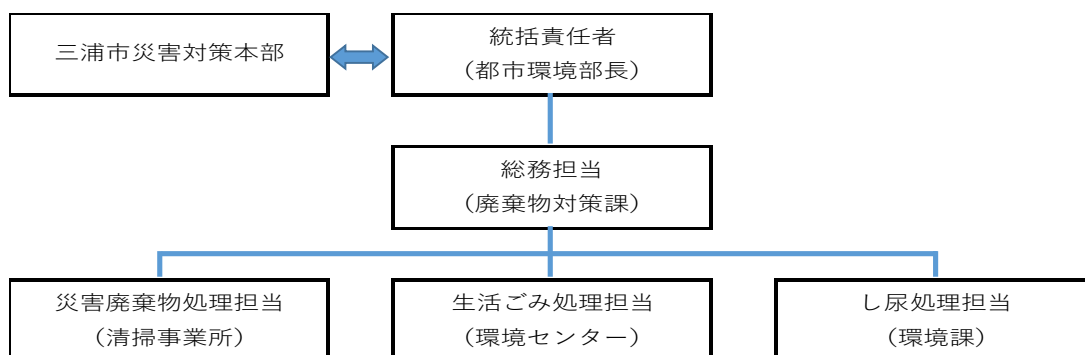 三浦市災害対策本部
統括責任者
（都市環境部長）
総務担当
（廃棄物対策課）
災害廃棄物処理担当
（清掃事業所）
生活ごみ処理担当
（環境センター）
し尿処理担当
（環境課）